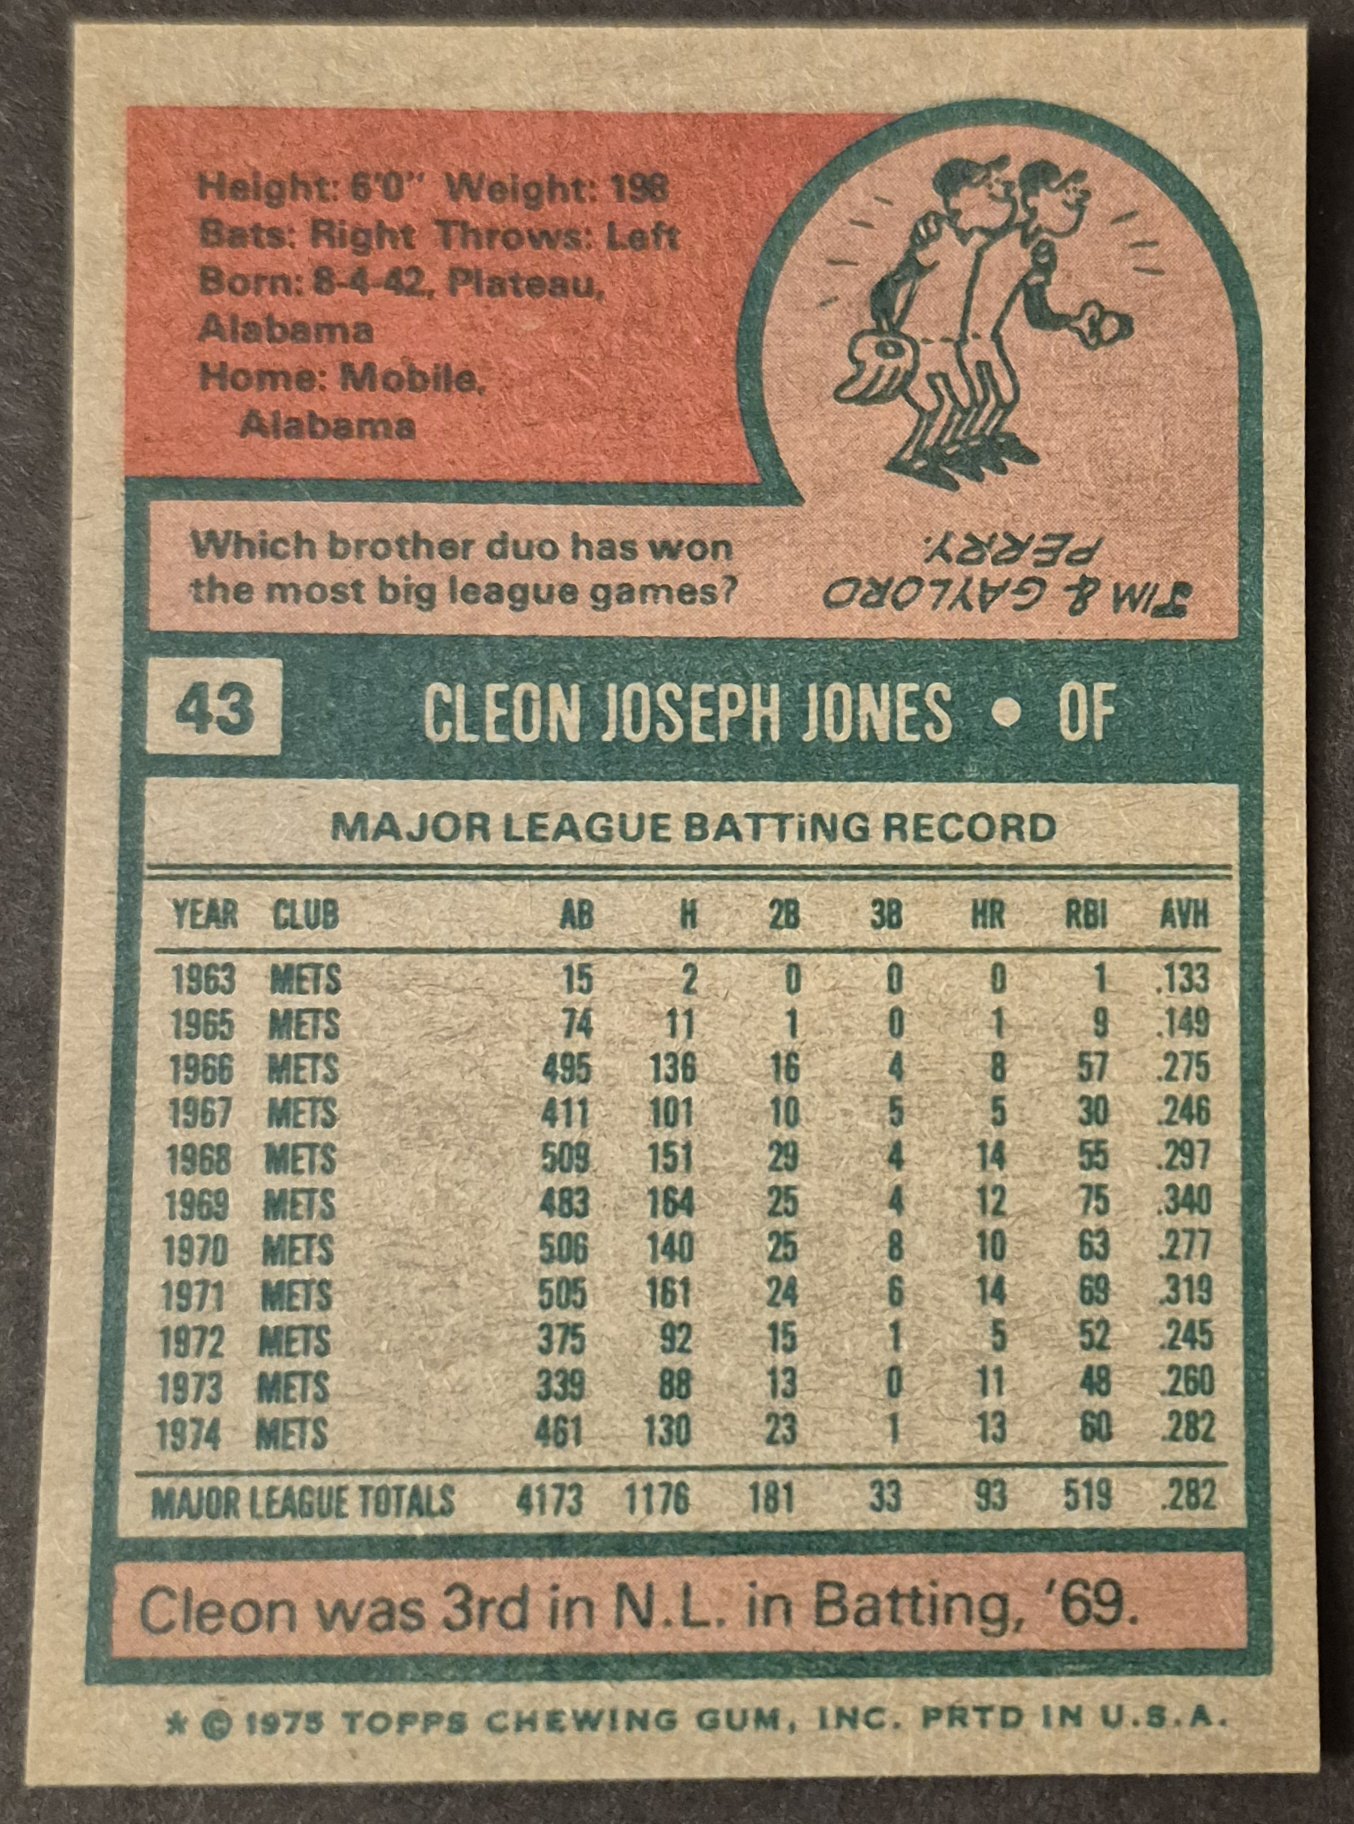 Height: 6'0" Weight: 198
Bats: Right Throws: Left
Born: 8-4-42, Plateau,
Alabama
Home: Mobile,
Alabama
Which brother duo has won
the most big league games?
JIM & GAYLORD
PERRY.
43 CLEON JOSEPH JONES • OF
MAJOR LEAGUE BATTiNG RECORD
YEAR CLUB AB H 2B 3B HR RBI AVH
1963 METS 15 2 0 0 0 1 .133
1965 METS 74 11 1 0 1 9 .149
1966 METS 495 136 16 4 8 57 .275
1967 METS 411 101 10 5 5 30 .246
1968 METS 509 151 29 4 14 55 .297
1969 METS 483 164 25 4 12 75 .340
1970 METS 506 140 25 8 10 63 .277
1971 METS 505 161 24 6 14 69 .319
1972 METS 375 92 15 1 5 52 .245
1973 METS 339 88 13 0 11 48 .260
1974 METS 461 130 23 1 13 60 .282
MAJOR LEAGUE TOTALS 4173 1176 181 33 93 519 .282
Cleon was 3rd in N.L. in Batting, '69.
* © 1975 TOPPS CHEWING GUM, INC. PRTD IN U.S.A.